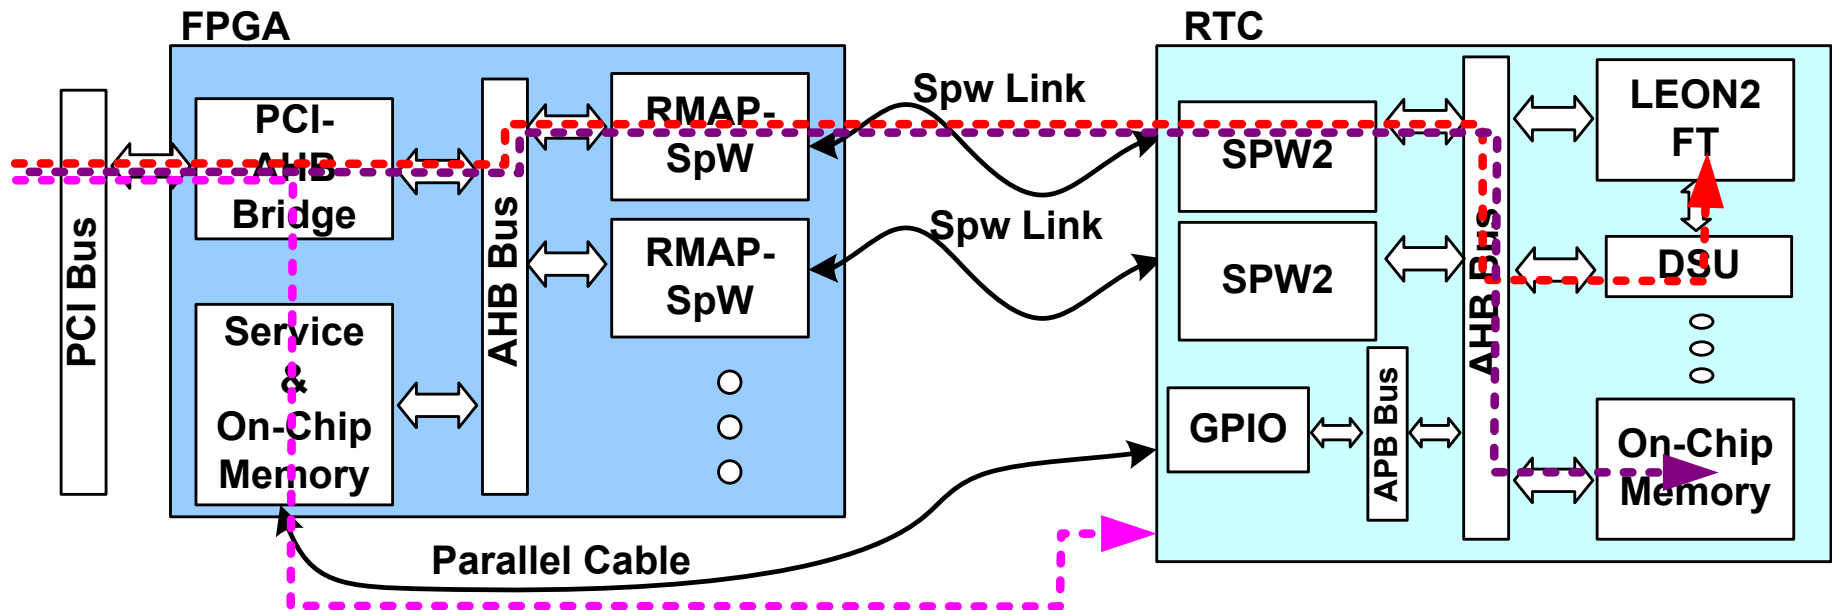 FPGA
RTC
PCI Bus
PCI-
AHB
Bridge
Service
&
On-Chip
Memory
AHB Bus
RMAP-
SpW
RMAP-
SpW
Spw Link
Spw Link
Parallel Cable
SPW2
SPW2
GPIO
APB Bus
AHB Bus
LEON2
FT
DSU
On-Chip
Memory